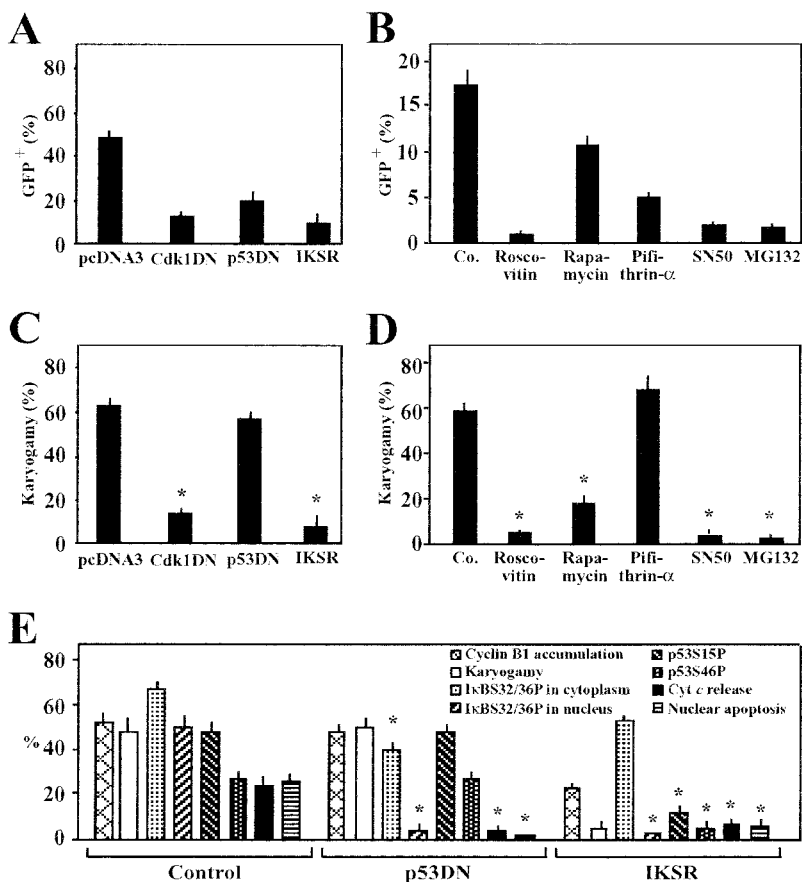 A
80
60
40
20
0
GFP + (%)
pcDNA3 Cdk1DN p53DN IKSR
B
20
15
10
5
0
GFP + (%)
Co. Rosco- Rapa- Pifi- SN50 MG132
vitin mycin thrin-α
C
80
60
40
20
0
Karyogamy (%)
* *
pcDNA3 Cdk1DN p53DN IKSR
D
80
60
40
20
0
Karyogamy (%)
* * * *
Co. Rosco- Rapa- Pifi- SN50 MG132
vitin mycin thrin-α
E
80
60
%
40
20
0
Cyclin B1 accumulation
Karyogamy
IκBS32/36P in cytoplasm
IκBS32/36P in nucleus
p53S15P
p53S46P
Cyt c release
Nuclear apoptosis
* * * *
* * * * *
Control p53DN IKSR